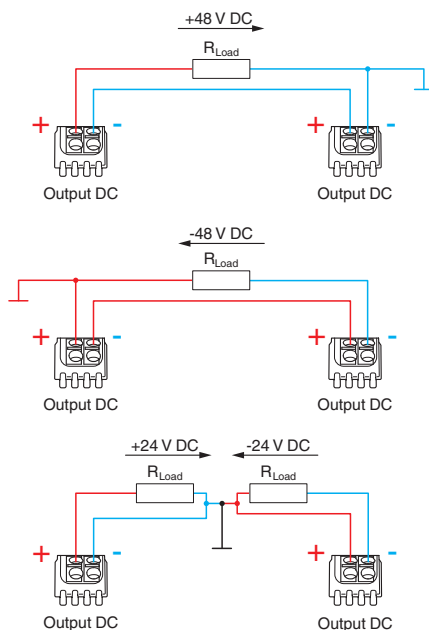 +48 V DC
RLoad
+ - + -
Output DC Output DC
-48 V DC
RLoad
+ - + -
Output DC Output DC
+24 V DC -24 V DC
RLoad RLoad
+ - + -
Output DC Output DC